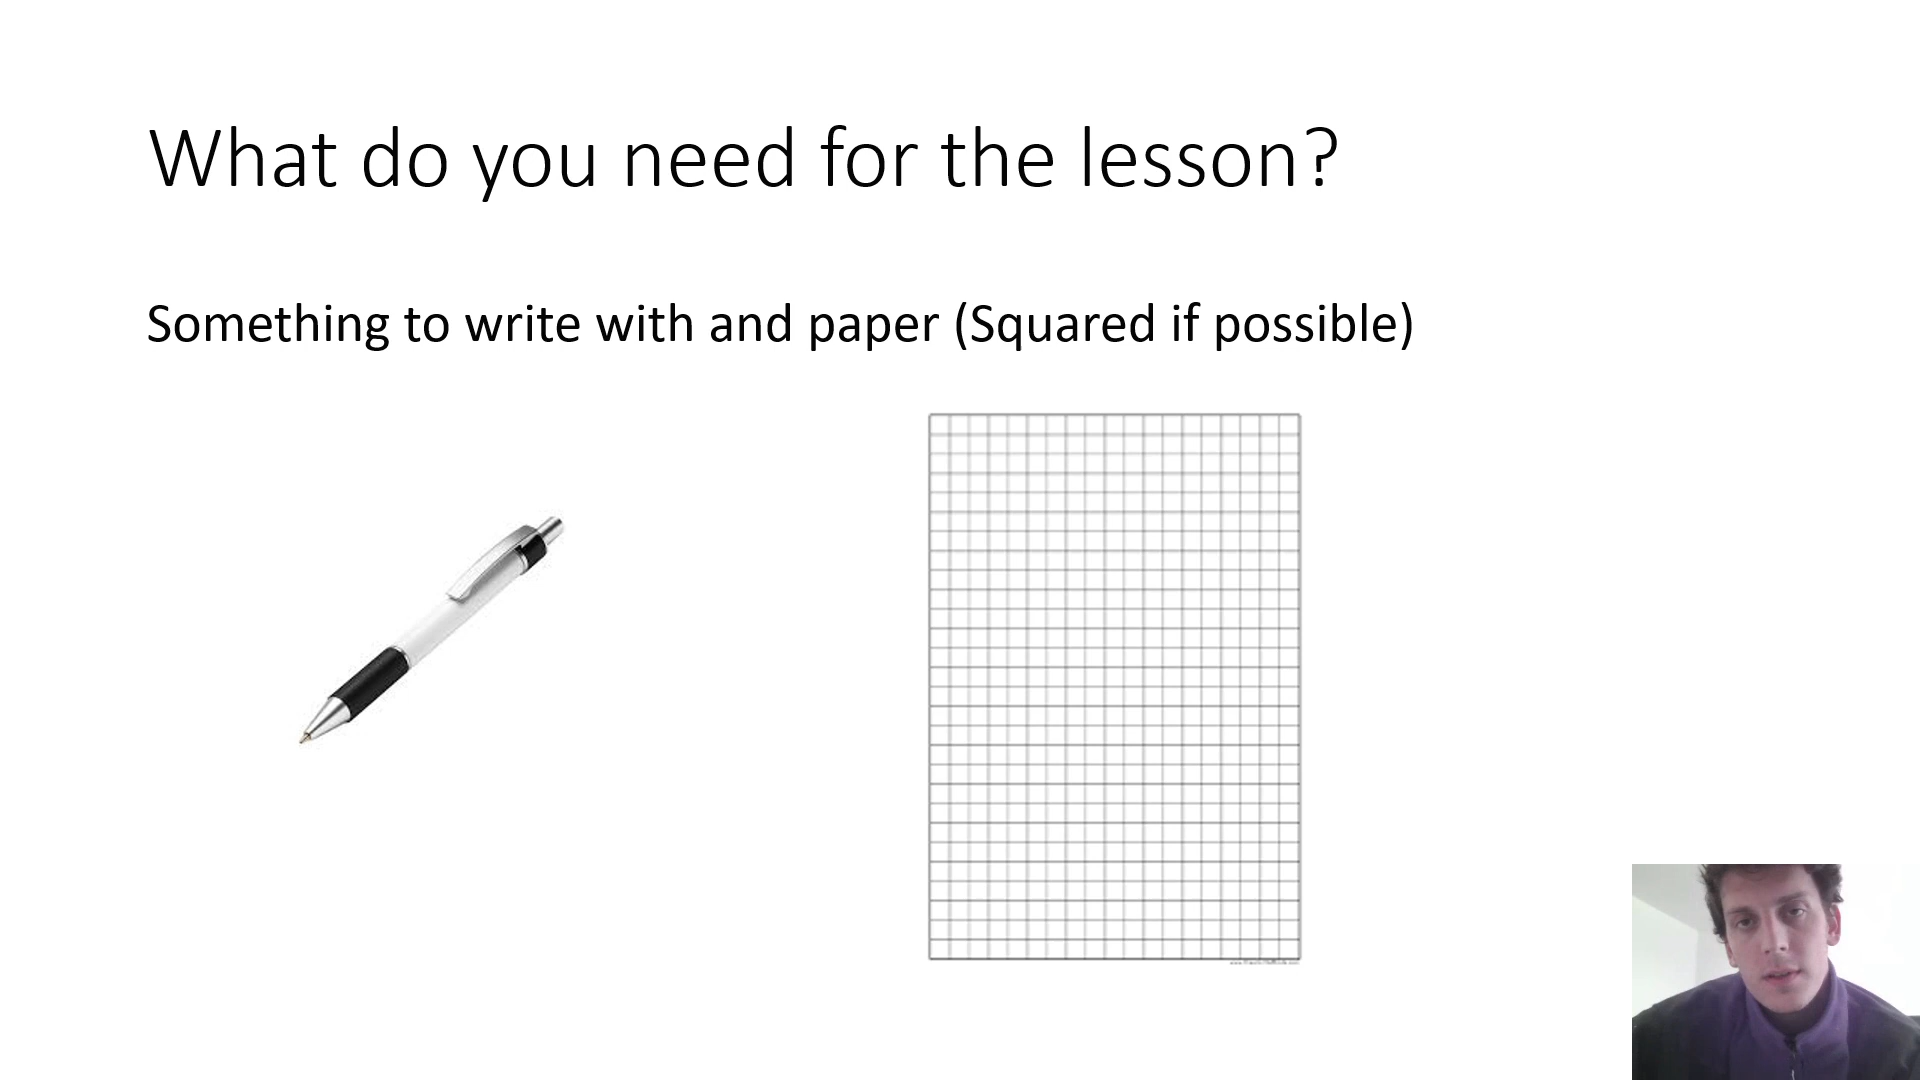 What do you need for the lesson?
Something to write with and paper (Squared if possible)